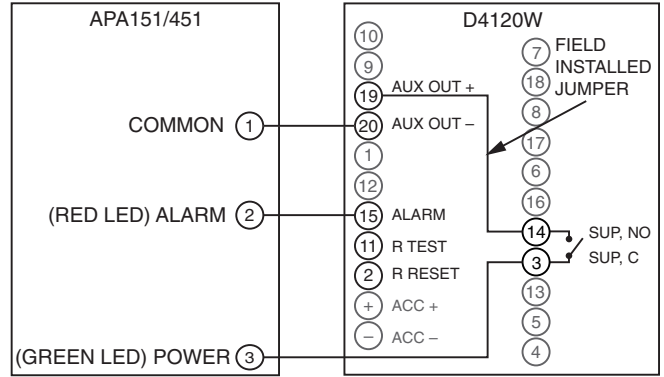 APA151/451
D4120W
10
9
19 AUX OUT +
COMMON 1
20 AUX OUT –
1
12
(RED LED) ALARM 2
15 ALARM
11 R TEST
2 R RESET
+ ACC +
– ACC –
(GREEN LED) POWER 3
7
18
8
17
6
16
14 SUP, NO
3 SUP, C
13
5
4
FIELD
INSTALLED
JUMPER